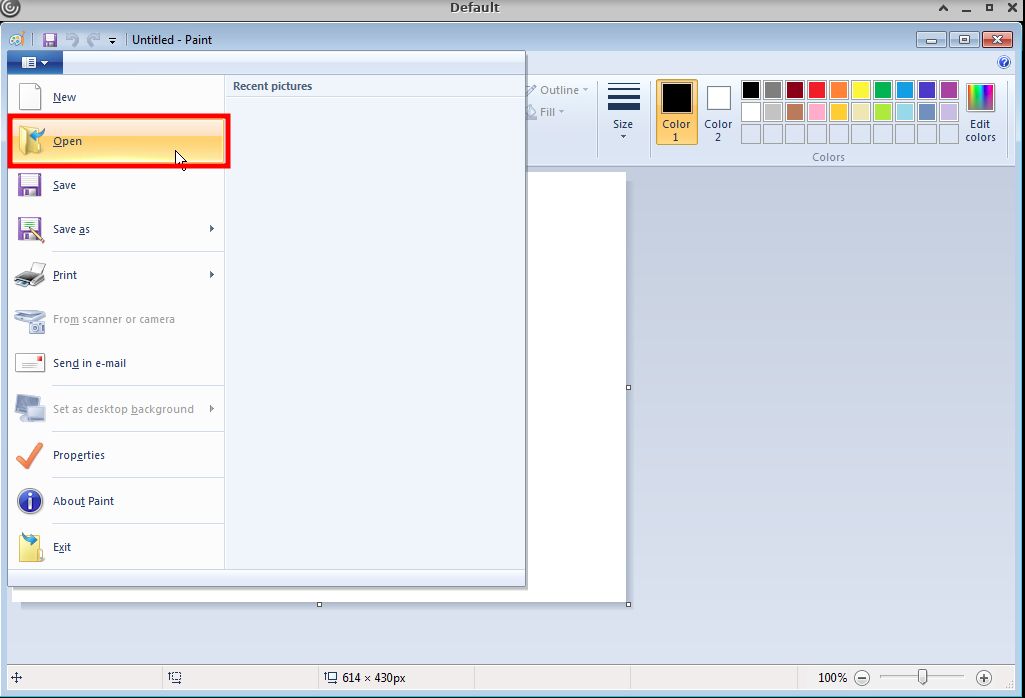 Default
Untitled - Paint
Recent pictures
New
Open
Save
Save as
Print
From scanner or camera
Send in e-mail
Set as desktop background
Properties
About Paint
Exit
Outline
Fill
Size
Color
1
Color
2
Edit
colors
Colors
614 × 430px
100%